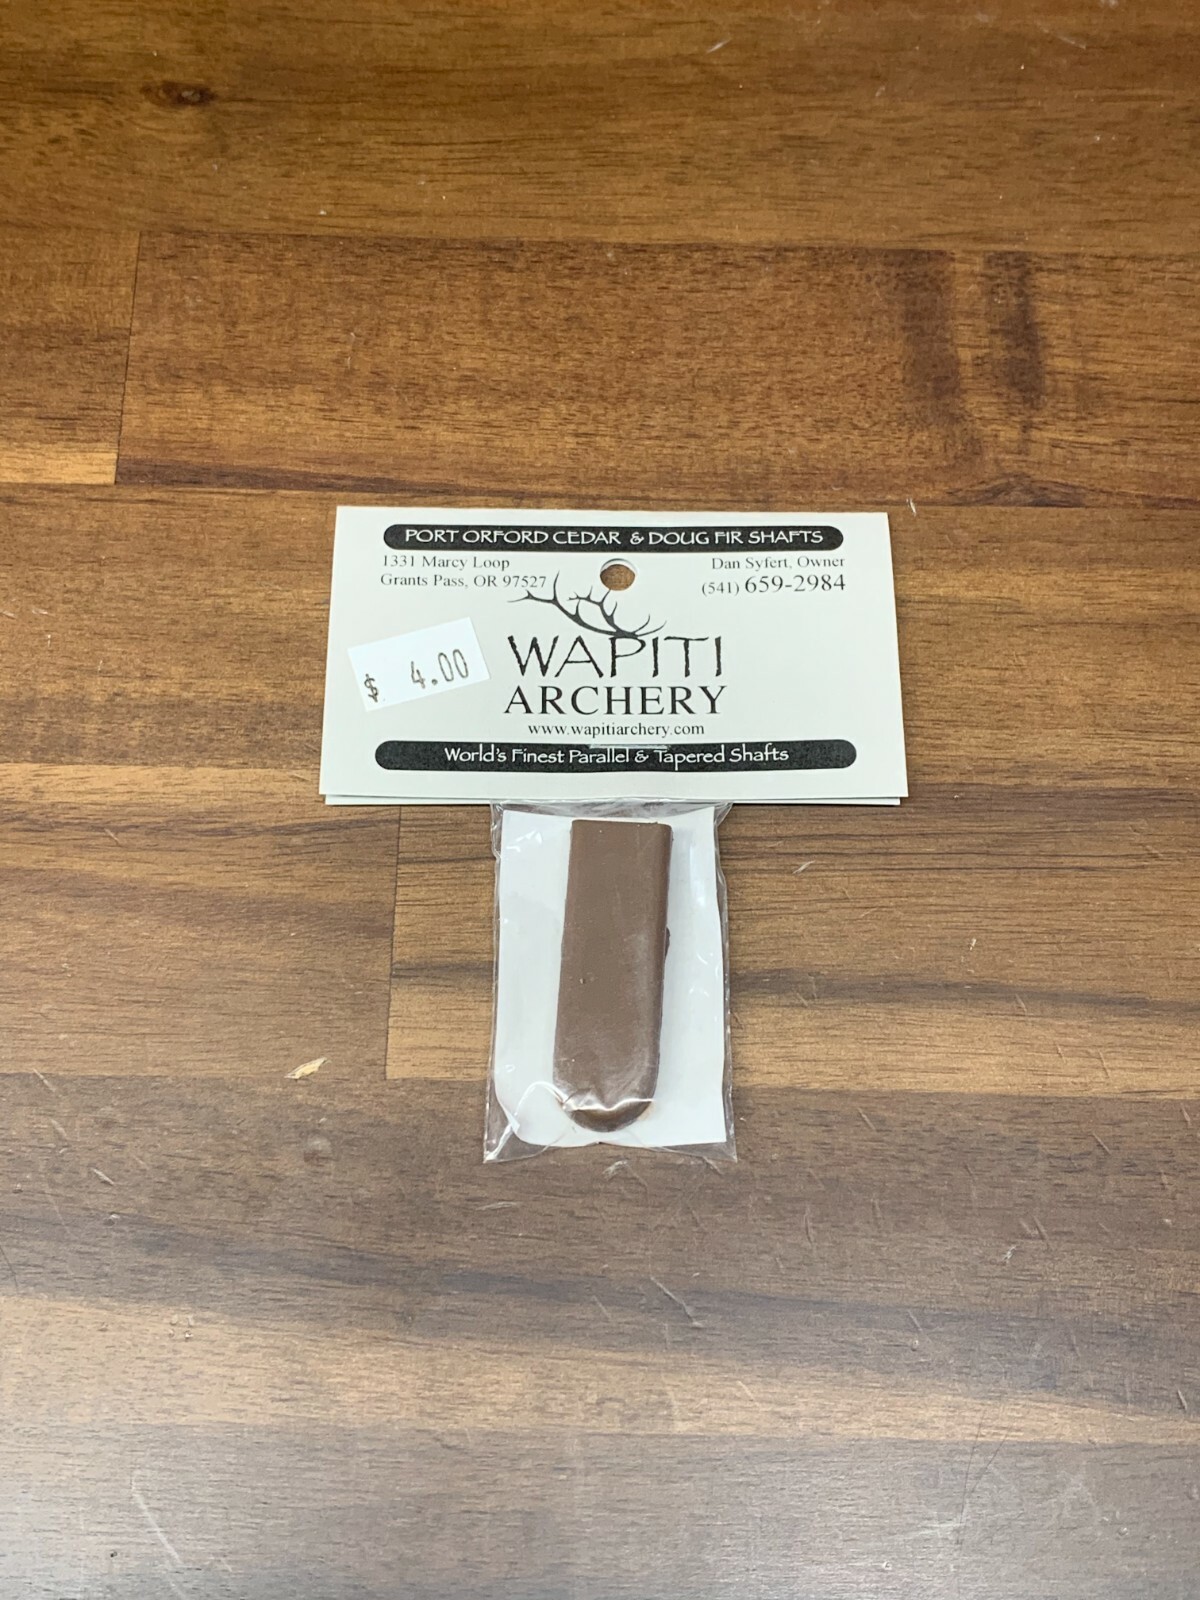 PORT ORFORD CEDAR & DOUG FIR SHAFTS
1331 Marcy Loop
Grants Pass, OR 97527
Dan Syfert, Owner
(541) 659-2984
$ 4.00
WAPITI
ARCHERY
www.wapitiarchery.com
World's Finest Parallel & Tapered Shafts